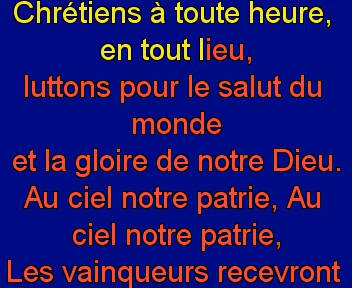 Chrétiens à toute heure,
en tout lieu,
luttons pour le salut du
monde
et la gloire de notre Dieu.
Au ciel notre patrie, Au
ciel notre patrie,
Les vainqueurs recevront